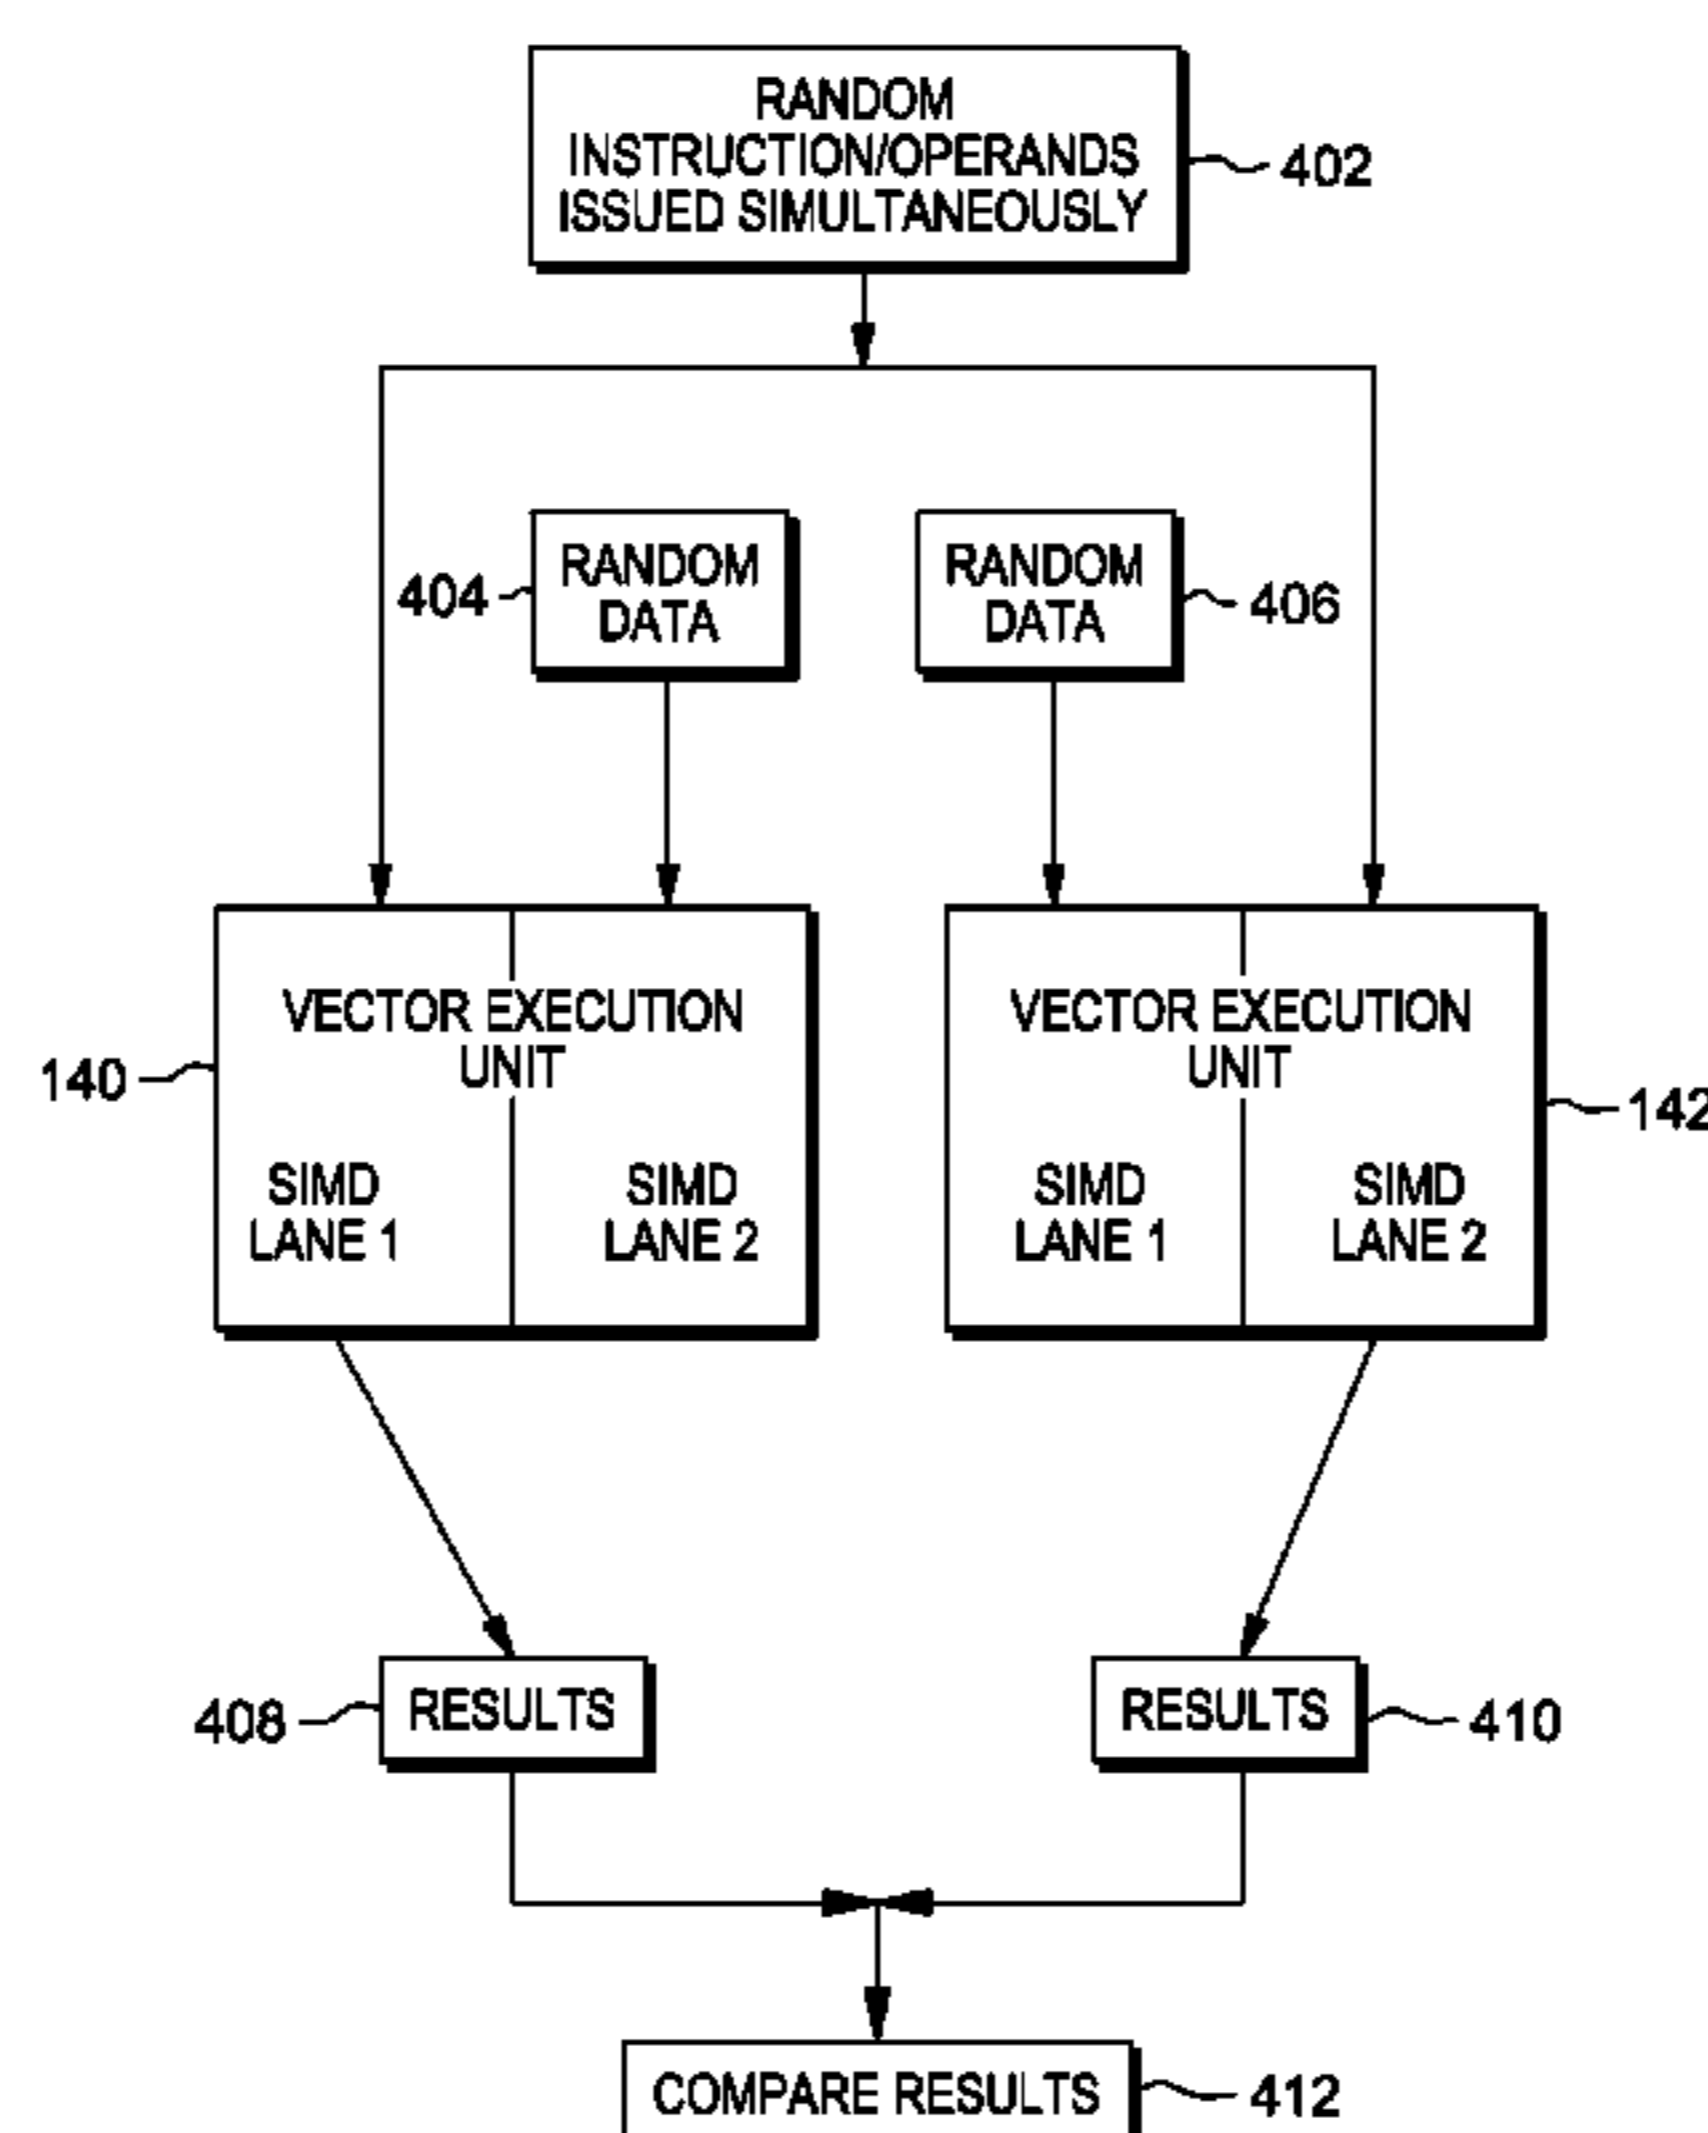 RANDOM
INSTRUCTION/OPERANDS
ISSUED SIMULTANEOUSLY
402
404
RANDOM
DATA
RANDOM
DATA
406
140
VECTOR EXECUTION
UNIT
SIMD
LANE 1
SIMD
LANE 2
VECTOR EXECUTION
UNIT
SIMD
LANE 1
SIMD
LANE 2
142
408
RESULTS
RESULTS
410
COMPARE RESULTS
412